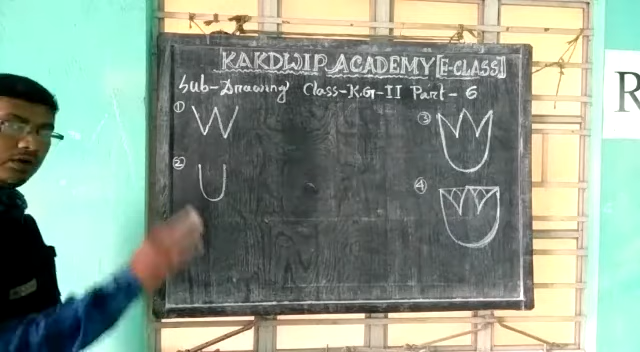 KAKDWIP ACADEMY [E-CLASS]
Sub-Drawing Class-K.G-II Part-6
① W
② U
③
④
R